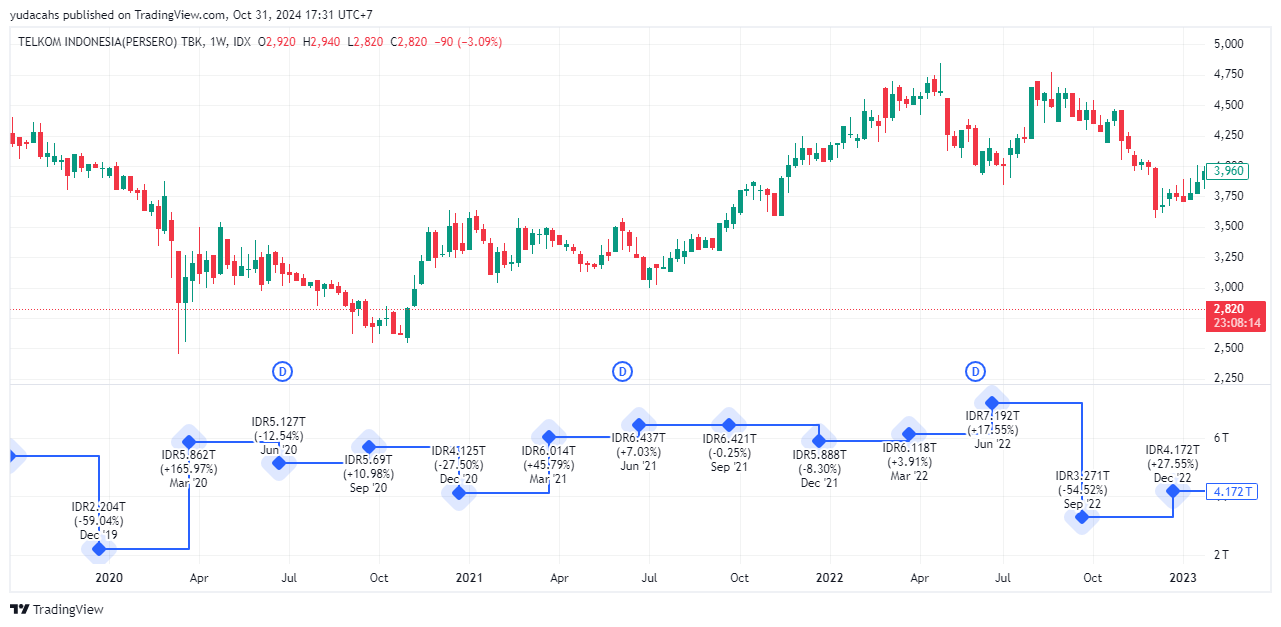 yudacahs published on TradingView.com, Oct 31, 2024 17:31 UTC+7
TELKOM INDONESIA(PERSERO) TBK, 1W, IDX O2,920 H2,940 L2,820 C2,820 −90 (−3.09%)
5,000
4,750
4,500
4,250
3,960
3,750
3,500
3,250
3,000
2,820
23:08:14
2,500
2,250
D
D
D
IDR2.204T
(-59.04%)
Dec '19
IDR5.862T
(+165.97%)
Mar '20
IDR5.127T
(-12.54%)
Jun '20
IDR5.69T
(+10.98%)
Sep '20
IDR4.125T
(-27.50%)
Dec '20
IDR6.014T
(+45.79%)
Mar '21
IDR6.437T
(+7.03%)
Jun '21
IDR6.421T
(-0.25%)
Sep '21
IDR5.888T
(-8.30%)
Dec '21
IDR6.118T
(+3.91%)
Mar '22
IDR7.192T
(+17.55%)
Jun '22
IDR3.271T
(-54.52%)
Sep '22
IDR4.172T
(+27.55%)
Dec '22
6T
4.172T
2T
2020 Apr Jul Oct 2021 Apr Jul Oct 2022 Apr Jul Oct 2023
TradingView